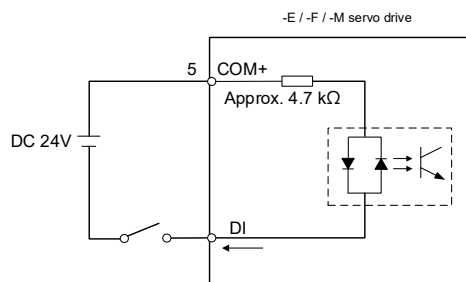 -E / -F / -M servo drive
5 COM+
Approx. 4.7 kΩ
DC 24V
DI